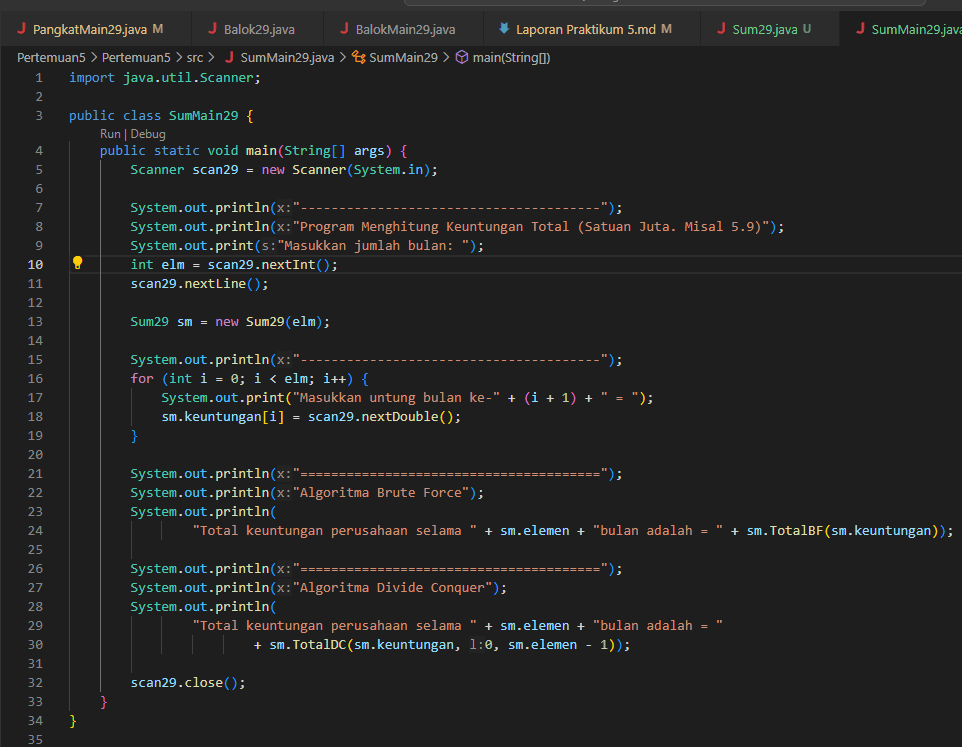 PangkatMain29.java M Balok29.java BalokMain29.java Laporan Praktikum 5.md M Sum29.java U SumMain29.java
Pertemuan5 > Pertemuan5 > src > SumMain29.java > SumMain29 > main(String[])
1 import java.util.Scanner;
2
3 public class SumMain29 {
Run | Debug
4 public static void main(String[] args) {
5 Scanner scan29 = new Scanner(System.in);
6
7 System.out.println(x:"---------------------------------------");
8 System.out.println(x:"Program Menghitung Keuntungan Total (Satuan Juta. Misal 5.9)");
9 System.out.print(s:"Masukkan jumlah bulan: ");
10 int elm = scan29.nextInt();
11 scan29.nextLine();
12
13 Sum29 sm = new Sum29(elm);
14
15 System.out.println(x:"---------------------------------------");
16 for (int i = 0; i < elm; i++) {
17 System.out.print("Masukkan untung bulan ke-" + (i + 1) + " = ");
18 sm.keuntungan[i] = scan29.nextDouble();
19 }
20
21 System.out.println(x:"=======================================");
22 System.out.println(x:"Algoritma Brute Force");
23 System.out.println(
24 "Total keuntungan perusahaan selama " + sm.elemen + "bulan adalah = " + sm.TotalBF(sm.keuntungan));
25
26 System.out.println(x:"=======================================");
27 System.out.println(x:"Algoritma Divide Conquer");
28 System.out.println(
29 "Total keuntungan perusahaan selama " + sm.elemen + "bulan adalah = "
30 + sm.TotalDC(sm.keuntungan, l:0, sm.elemen - 1));
31
32 scan29.close();
33 }
34 }
35